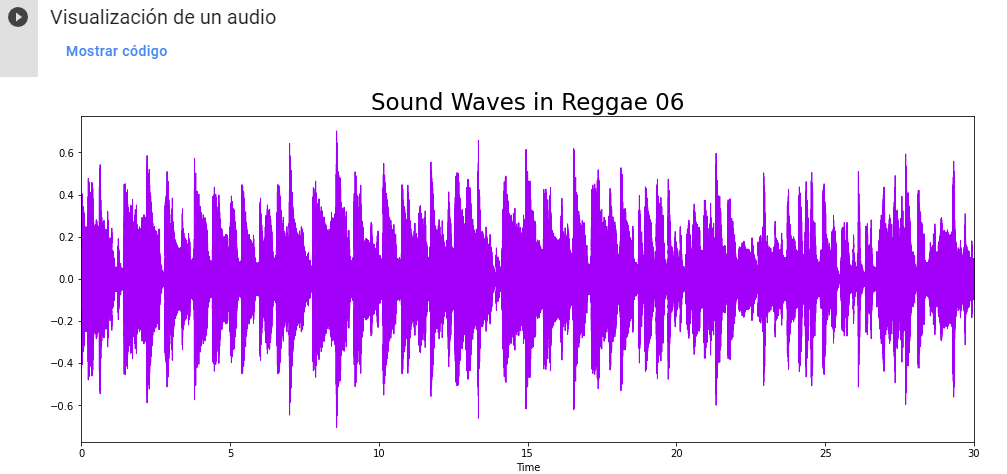 Visualización de un audio
Mostrar código
Sound Waves in Reggae 06
0.6
0.4
0.2
0.0
−0.2
−0.4
−0.6
0 5 10 15 20 25 30
Time